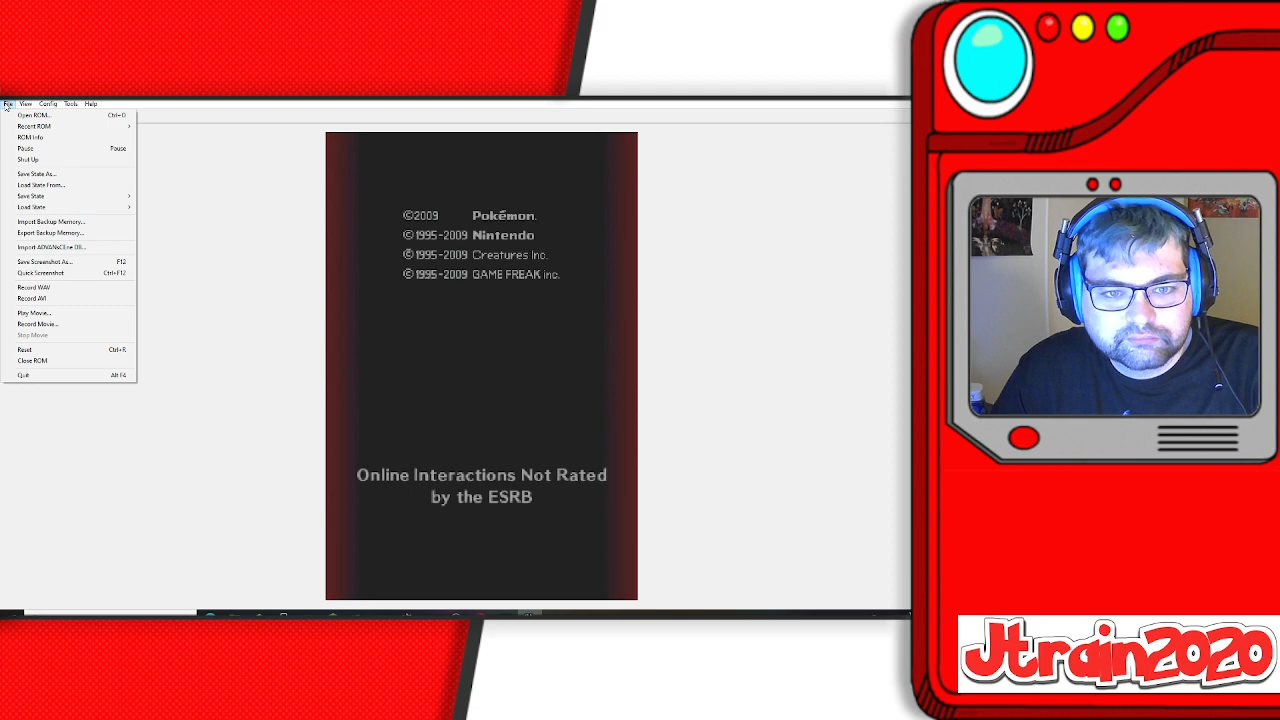 File View Config Tools Help
Open ROM... Ctrl+O
Recent ROM
ROM Info
Pause Pause
Shut Up
Save State As...
Load State From...
Save State
Load State
Import Backup Memory...
Export Backup Memory...
Import ADVANsCEne DB...
Save Screenshot As... F12
Quick Screenshot Ctrl+F12
Record WAV
Record AVI
Play Movie...
Record Movie...
Stop Movie
Reset Ctrl+R
Close ROM
Quit Alt F4
©2009 Pokémon.
©1995-2009 Nintendo
©1995-2009 Creatures Inc.
©1995-2009 GAME FREAK inc.
Online Interactions Not Rated
by the ESRB
Jtrain2020